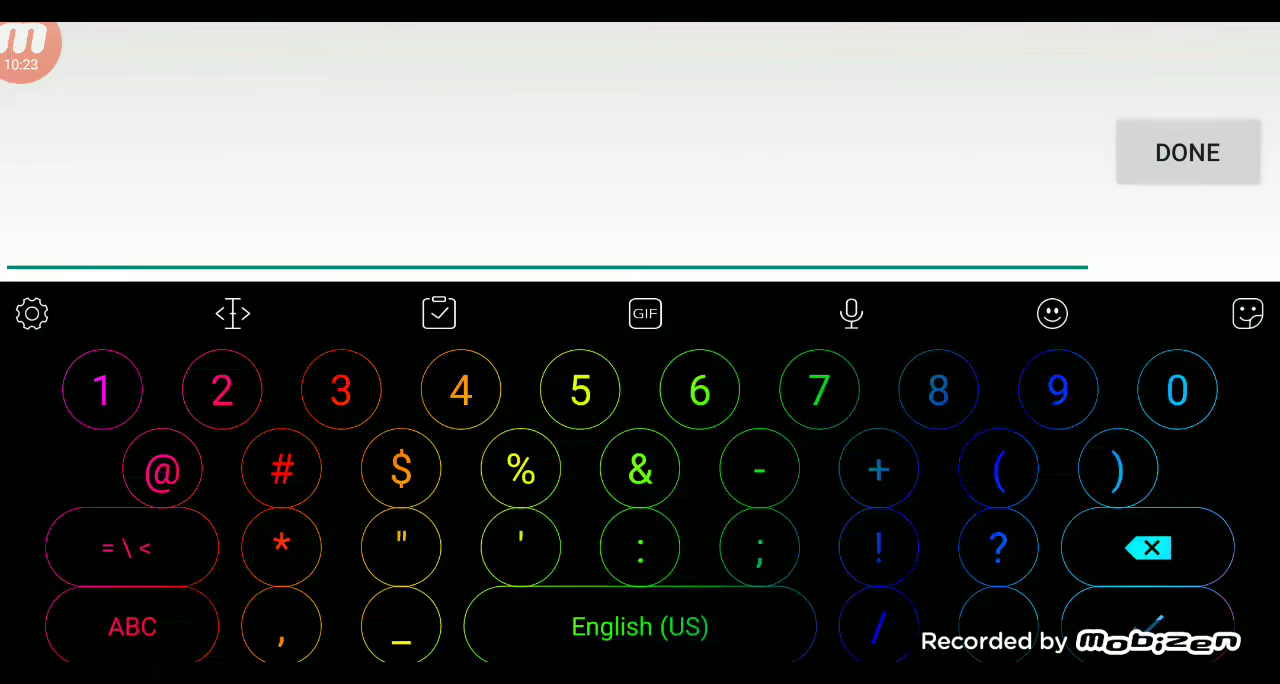 m
10:23
DONE
GIF
1 2 3 4 5 6 7 8 9 0
@ # $ % & - + ( )
= \ < * " ' : ; ! ?
ABC , _ English (US) /
Recorded by mobizen